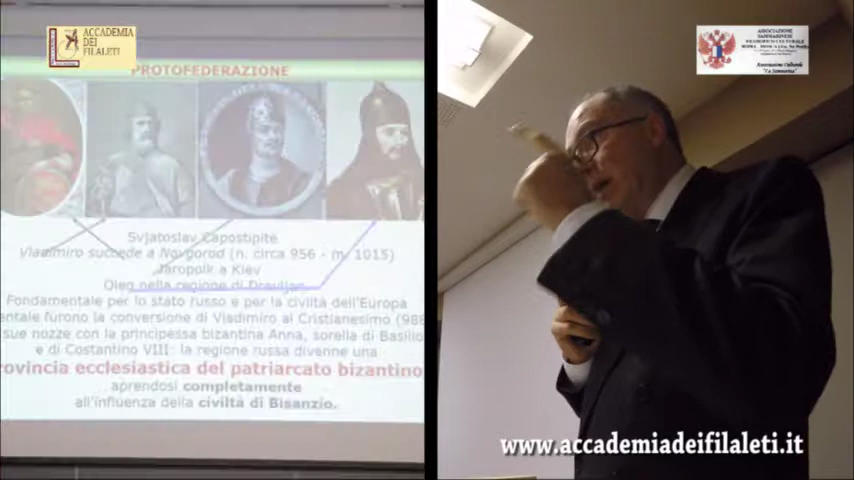 ACCADEMIA
DEI
FILALETI
PROTOFEDERAZIONE
Svjatoslav Capostipite
Vladimiro succede a Novgorod (n. circa 956 - m. 1015)
Jaropolk a Kiev
Oleg nella regione di
Fondamentale per lo stato russo e per la civiltà dell'Europa
entale furono la conversione di Vladimiro al Cristianesimo (988
sue nozze con la principessa bizantina Anna, sorella di Basilio
e di Costantino VIII: la regione russa divenne una
rovincia ecclesiastica del patriarcato bizantino
aprendosi completamente
all'influenza della civiltà di Bisanzio.
ASSOCIAZIONE
SAMMARINESE
www.accademiadeifilaleti.it